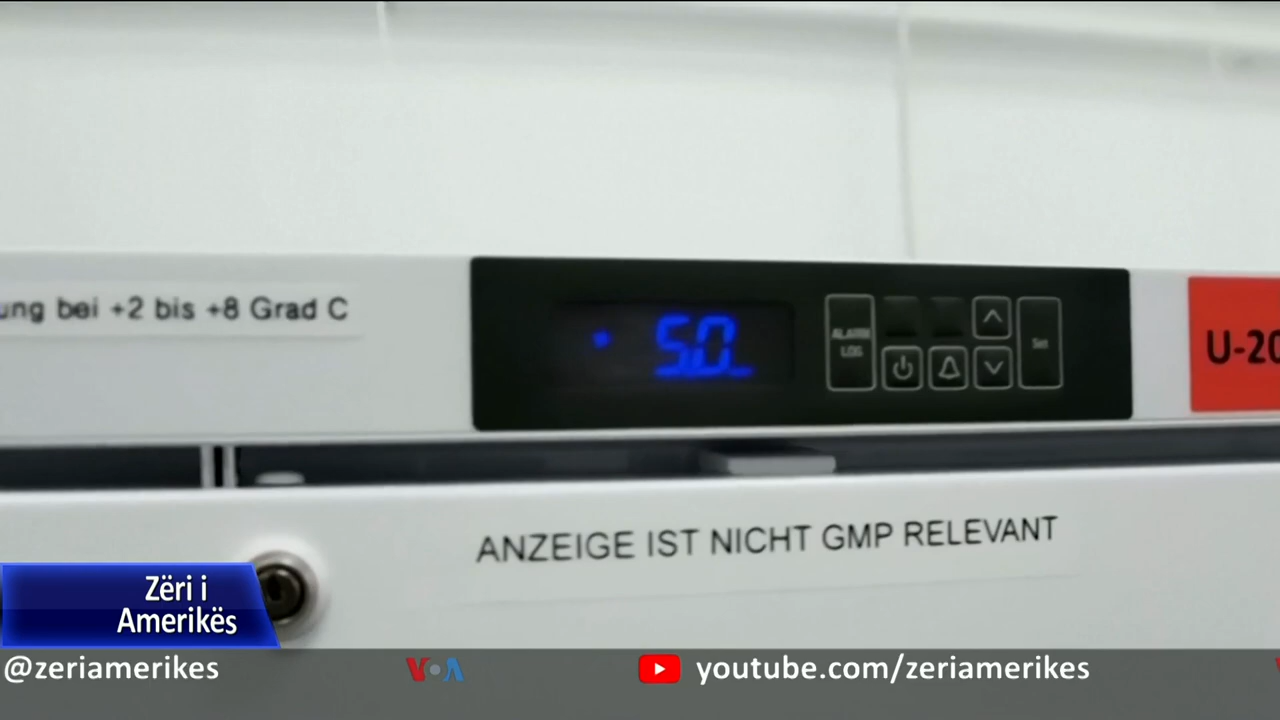 ung bei +2 bis +8 Grad C
5.0
ALARM
LOG
Set
U-20
ANZEIGE IST NICHT GMP RELEVANT
Zëri i
Amerikës
@zeriamerikes
VOA
youtube.com/zeriamerikes